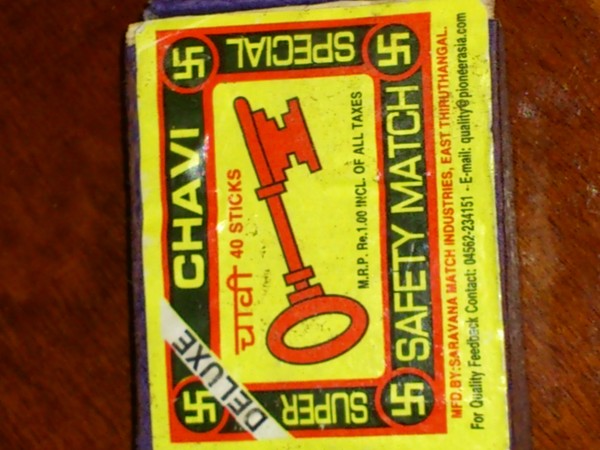 CHAVI
SPECIAL
चावी 40 STICKS
M.R.P. Re.1.00 INCL. OF ALL TAXES
DELUXE
SUPER
SAFETY MATCH
MFD.BY:SARAVANA MATCH INDUSTRIES, EAST THIRUTHANGAL.
For Quality Feedback Contact: 04562-234151 - E-mail: quality@pioneerasia.com